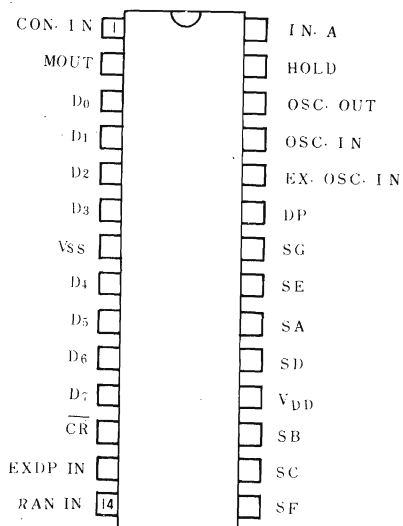 CON. IN 1 IN. A
MOUT HOLD
D0 OSC. OUT
D1 OSC. IN
D2 EX. OSC. IN
D3 DP
VSS SG
D4 SE
D5 SA
D6 SD
D7 VDD
C̅R̅ SB
EXDP IN SC
RAN IN 14 SF